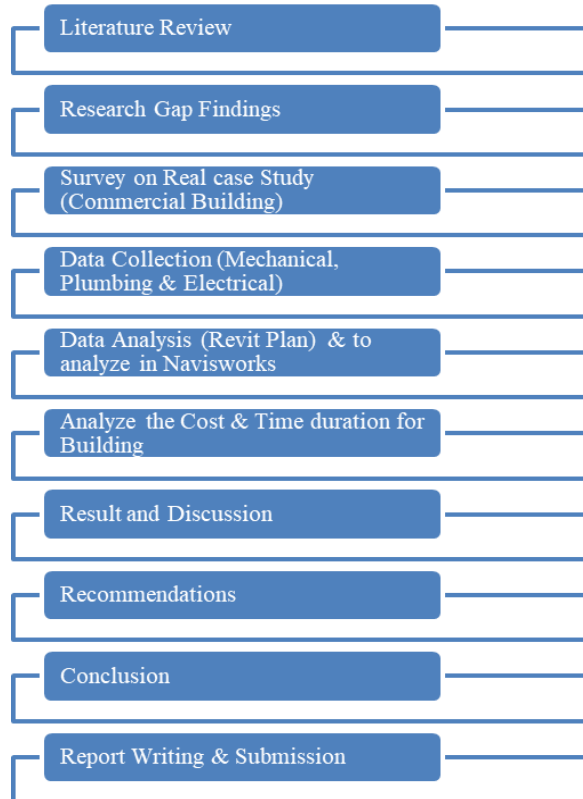 Literature Review
Research Gap Findings
Survey on Real case Study
(Commercial Building)
Data Collection (Mechanical,
Plumbing & Electrical)
Data Analysis (Revit Plan) & to
analyze in Navisworks
Analyze the Cost & Time duration for
Building
Result and Discussion
Recommendations
Conclusion
Report Writing & Submission